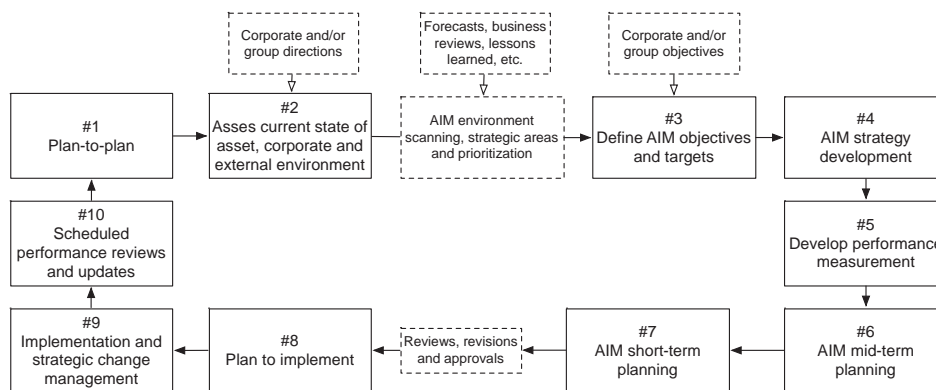 Corporate and/or
group directions
Forecasts, business
reviews, lessons
learned, etc.
Corporate and/or
group objectives
#1
Plan-to-plan
#2
Asses current state of
asset, corporate and
external environment
AIM environment
scanning, strategic areas
and prioritization
#3
Define AIM objectives
and targets
#4
AIM strategy
development
#10
Scheduled
performance reviews
and updates
#5
Develop performance
measurement
#9
Implementation and
strategic change
management
#8
Plan to implement
Reviews, revisions
and approvals
#7
AIM short-term
planning
#6
AIM mid-term
planning